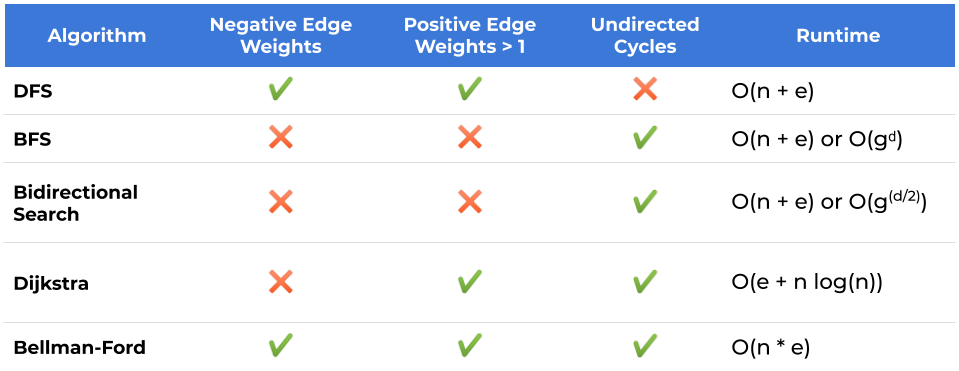 Algorithm Negative Edge Weights Positive Edge Weights > 1 Undirected Cycles Runtime
DFS ✔ ✔ ❌ O(n + e)
BFS ❌ ❌ ✔ O(n + e) or O(gᵈ)
Bidirectional Search ❌ ❌ ✔ O(n + e) or O(g⁽ᵈ/²⁾)
Dijkstra ❌ ✔ ✔ O(e + n log(n))
Bellman-Ford ✔ ✔ ✔ O(n * e)